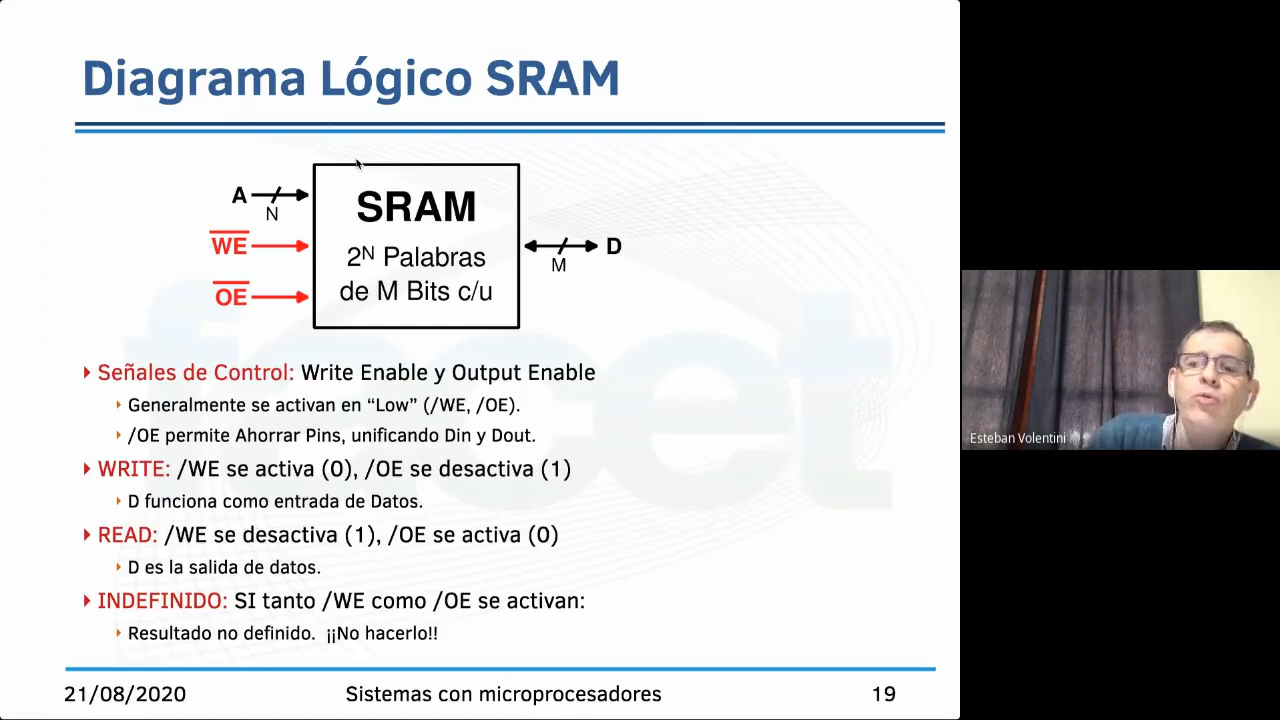 Diagrama Lógico SRAM
A
N
WE
OE
SRAM
2ᴺ Palabras
de M Bits c/u
D
M
Señales de Control: Write Enable y Output Enable
Generalmente se activan en “Low” (/WE, /OE).
/OE permite Ahorrar Pins, unificando Din y Dout.
WRITE: /WE se activa (0), /OE se desactiva (1)
D funciona como entrada de Datos.
READ: /WE se desactiva (1), /OE se activa (0)
D es la salida de datos.
INDEFINIDO: SI tanto /WE como /OE se activan:
Resultado no definido. ¡¡No hacerlo!!
21/08/2020 Sistemas con microprocesadores 19
Esteban Volentini
facet